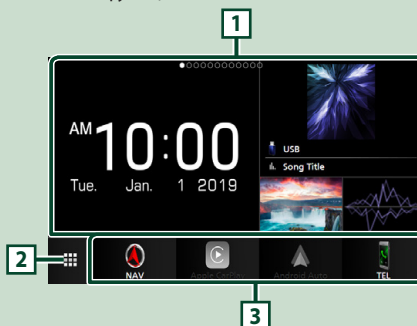 1
AM 10:00
USB
Song Title
Tue. Jan. 1 2019
2
NAV
Apple CarPlay
Android Auto
TEL
3